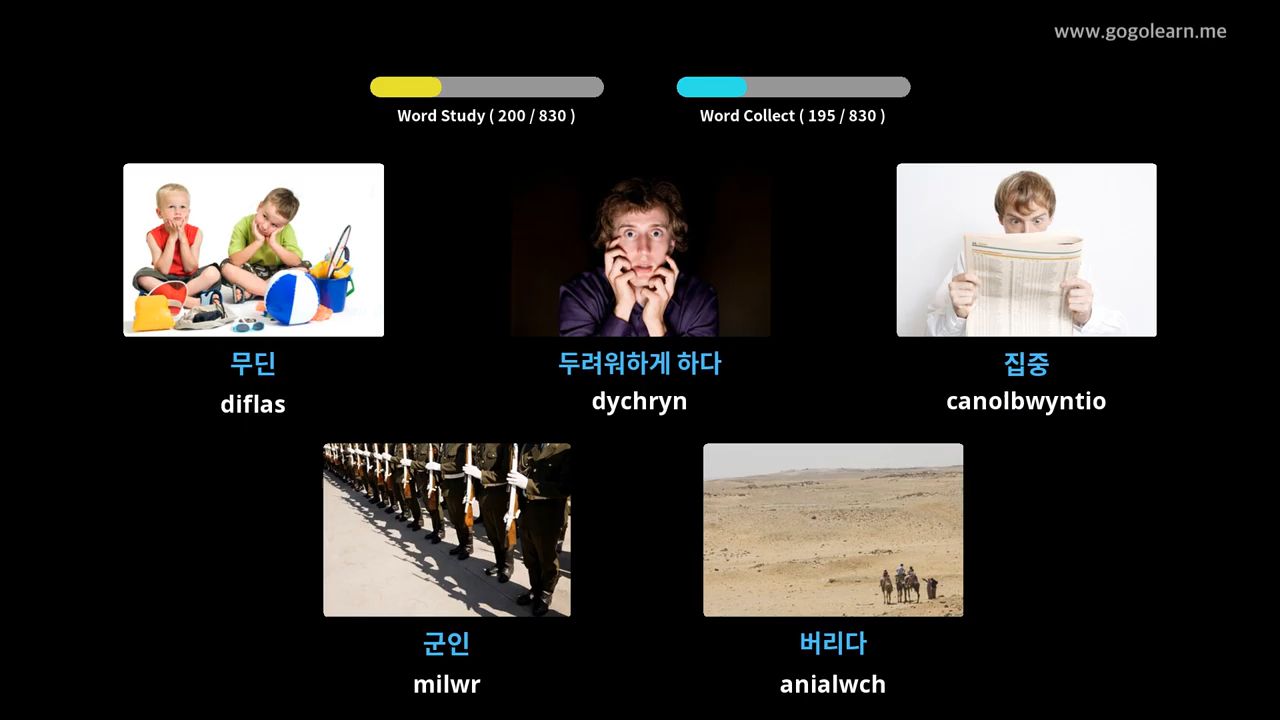 www.gogolearn.me
Word Study ( 200 / 830 )
Word Collect ( 195 / 830 )
무딘
두려워하게 하다
집중
diflas
dychryn
canolbwyntio
군인
버리다
milwr
anialwch